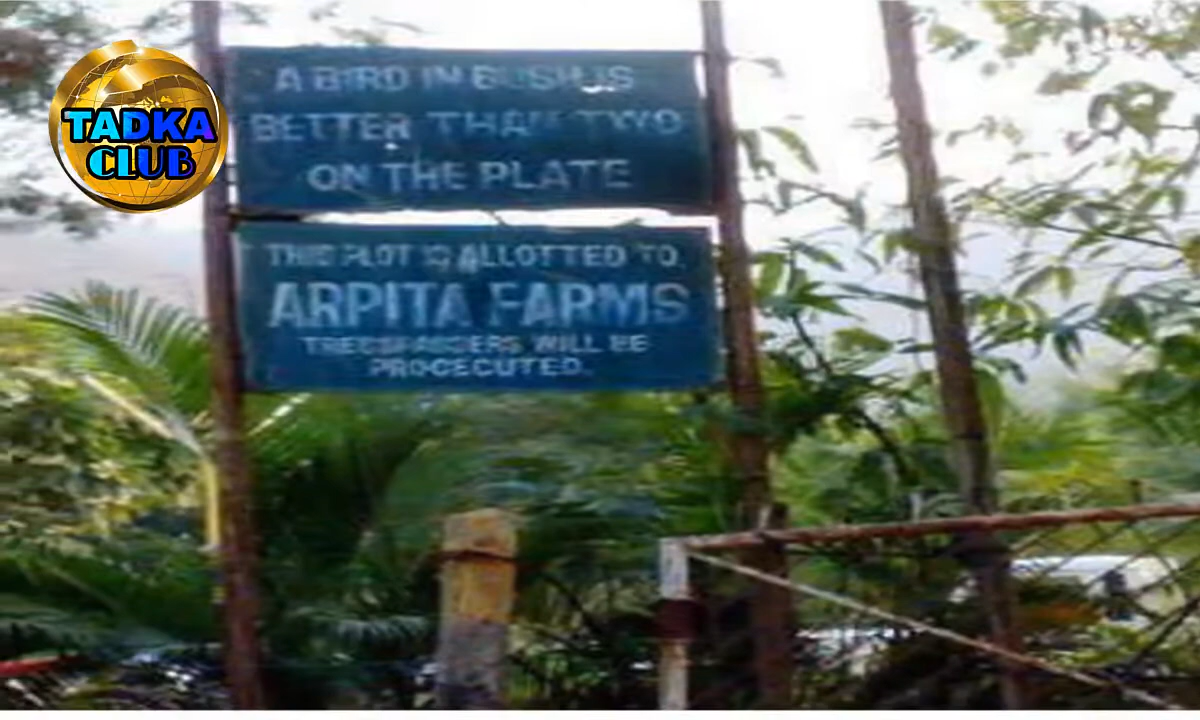 TADKA
CLUB
A BIRD IN BUSH IS
BETTER THAN TWO
ON THE PLATE
THIS PLOT IS ALLOTTED TO
ARPITA FARMS
WILL BE
PROCECUTED.